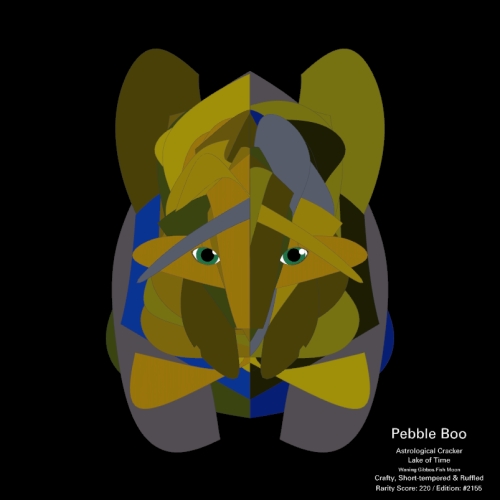 Pebble Boo
Astrological Cracker
Lake of Time
Waning Gibbos Fish Moon
Crafty, Short-tempered & Ruffled
Rarity Score: 220 / Edition: #2155